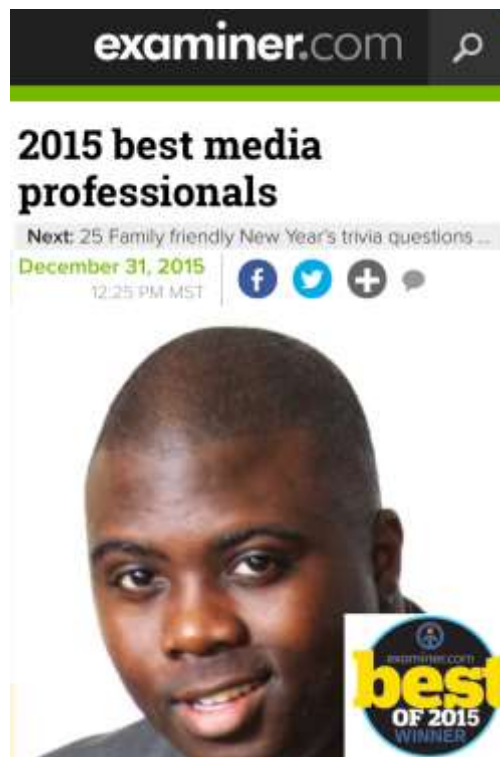 examiner.com
2015 best media
professionals
Next: 25 Family friendly New Year's trivia questions ...
December 31, 2015
12:25 PM MST
examiner.com
best
OF 2015
WINNER